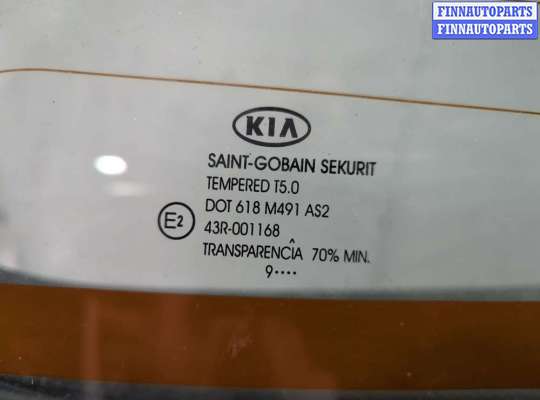 FINNAUTOPARTS
FINNAUTOPARTS
KIA
SAINT-GOBAIN SEKURIT
TEMPERED T5.0
DOT 618 M491 AS2
E2
43R-001168
TRANSPARENCÎA 70% MIN.
9····